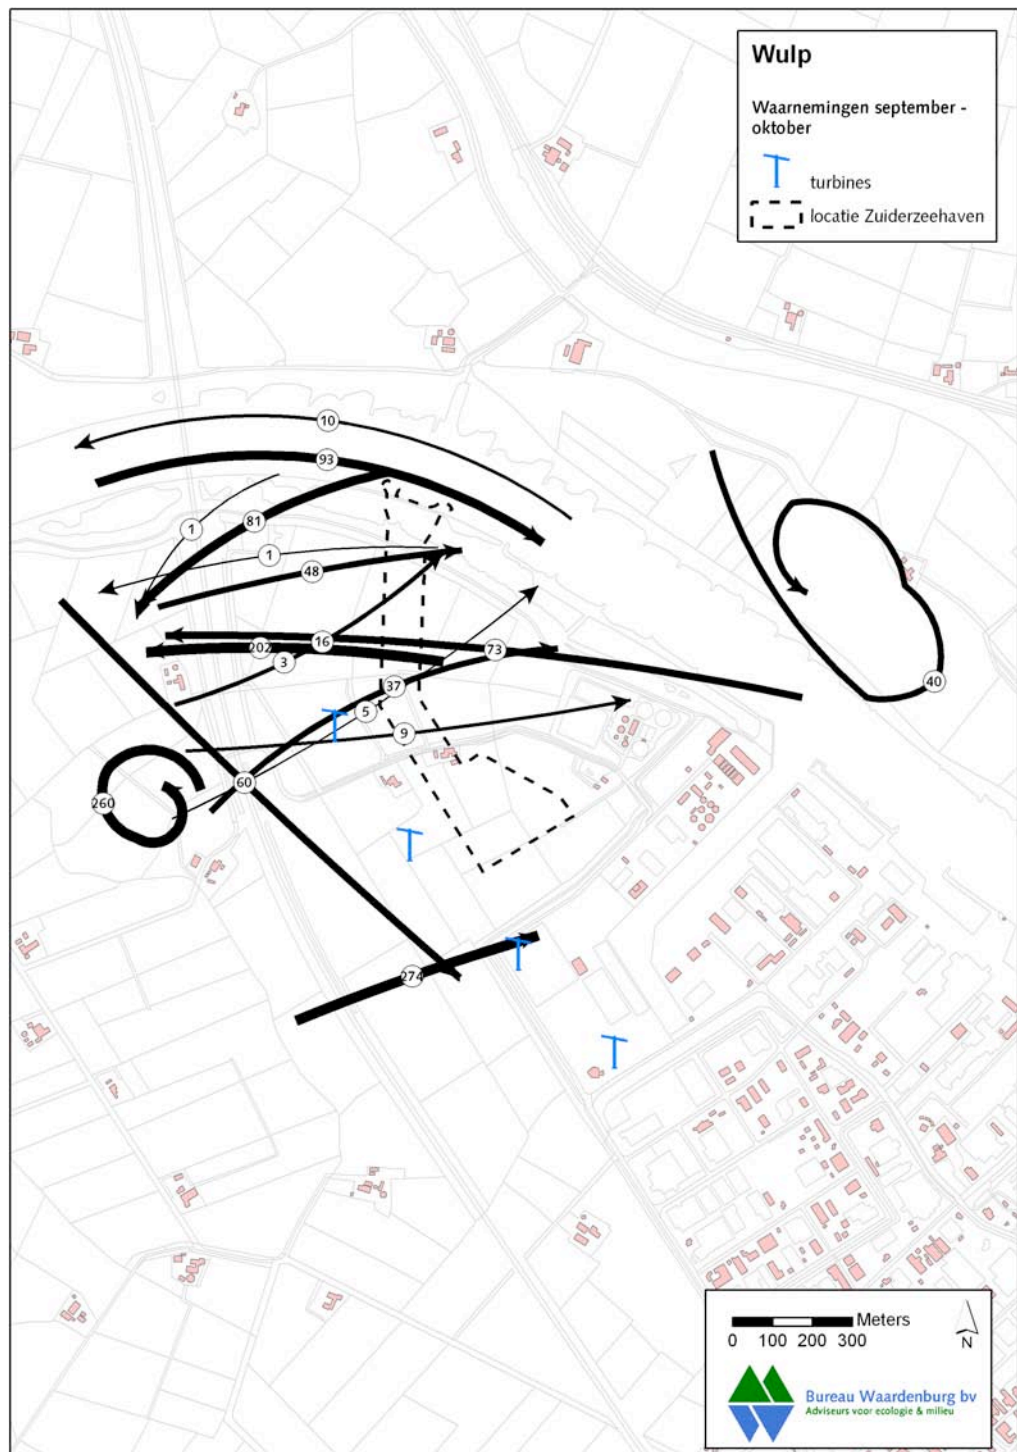 Wulp
Waarnemingen september -
oktober
turbines
locatie Zuiderzeehaven
10
93
81
1
1
48
16
202
3
73
37
5
9
40
60
260
274
Meters
0 100 200 300
N
Bureau Waardenburg bv
Adviseurs voor ecologie & milieu